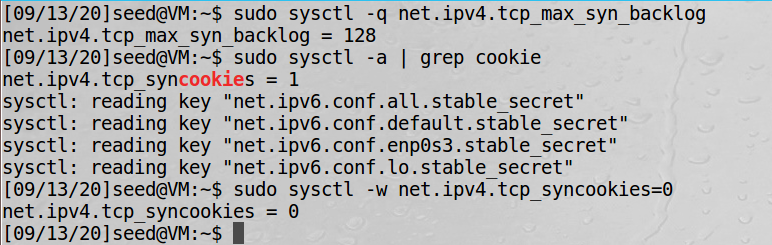 [09/13/20]seed@VM:~$ sudo sysctl -q net.ipv4.tcp_max_syn_backlog
net.ipv4.tcp_max_syn_backlog = 128
[09/13/20]seed@VM:~$ sudo sysctl -a | grep cookie
net.ipv4.tcp_syncookies = 1
sysctl: reading key "net.ipv6.conf.all.stable_secret"
sysctl: reading key "net.ipv6.conf.default.stable_secret"
sysctl: reading key "net.ipv6.conf.enp0s3.stable_secret"
sysctl: reading key "net.ipv6.conf.lo.stable_secret"
[09/13/20]seed@VM:~$ sudo sysctl -w net.ipv4.tcp_syncookies=0
net.ipv4.tcp_syncookies = 0
[09/13/20]seed@VM:~$